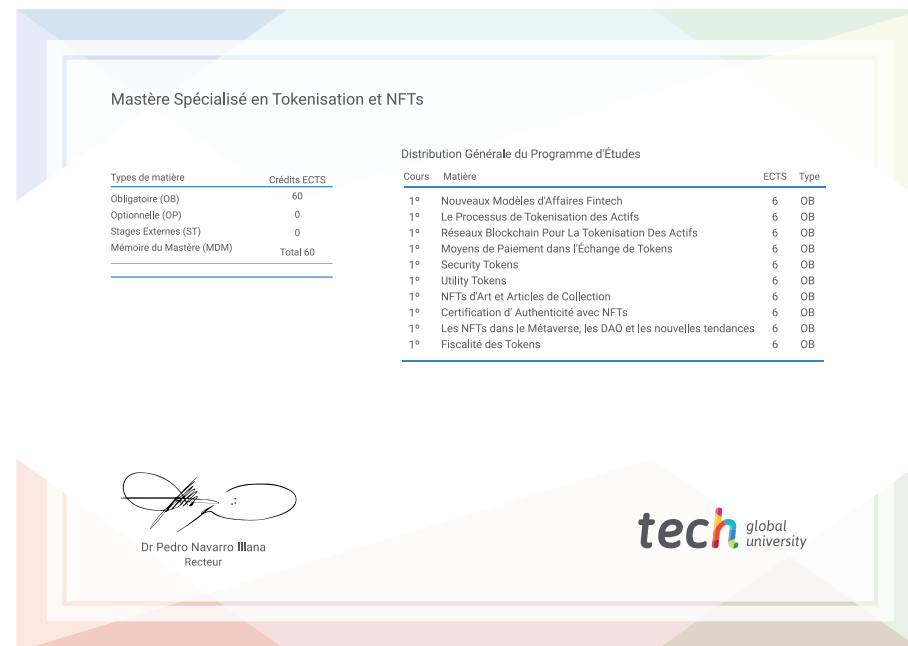 Mastère Spécialisé en Tokenisation et NFTs
Types de matière Crédits ECTS
Obligatoire (OB) 60
Optionnelle (OP) 0
Stages Externes (ST) 0
Mémoire du Mastère (MDM) Total 60
Distribution Générale du Programme d'Études
Cours Matière ECTS Type
1º Nouveaux Modèles d'Affaires Fintech 6 OB
1º Le Processus de Tokenisation des Actifs 6 OB
1º Réseaux Blockchain Pour La Tokenisation Des Actifs 6 OB
1º Moyens de Paiement dans l'Échange de Tokens 6 OB
1º Security Tokens 6 OB
1º Utility Tokens 6 OB
1º NFTs d'Art et Articles de Collection 6 OB
1º Certification d' Authenticité avec NFTs 6 OB
1º Les NFTs dans le Métaverse, les DAO et les nouvelles tendances 6 OB
1º Fiscalité des Tokens 6 OB
Dr Pedro Navarro Illana
Recteur
tech global
university